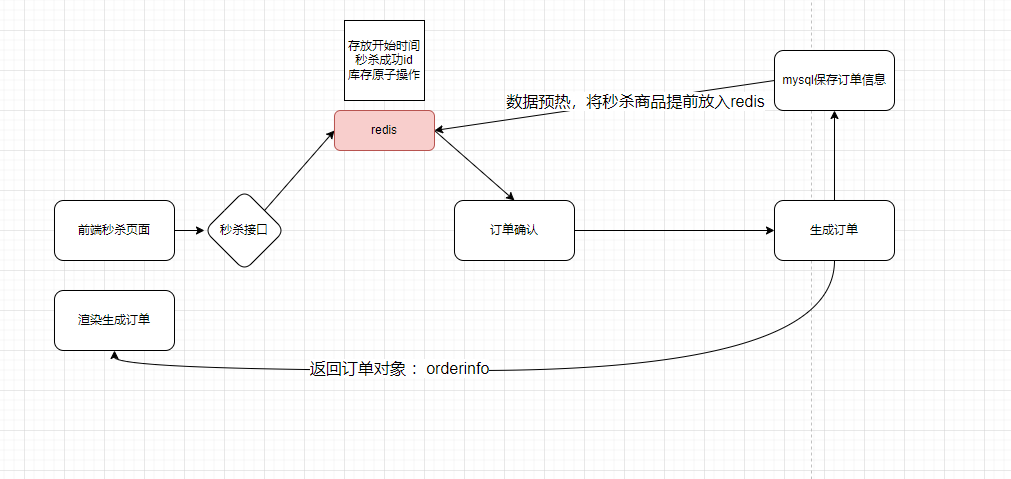 存放开始时间
秒杀成功id
库存原子操作
mysql保存订单信息
数据预热，将秒杀商品提前放入redis
redis
前端秒杀页面
秒杀接口
订单确认
生成订单
渲染生成订单
返回订单对象： orderinfo